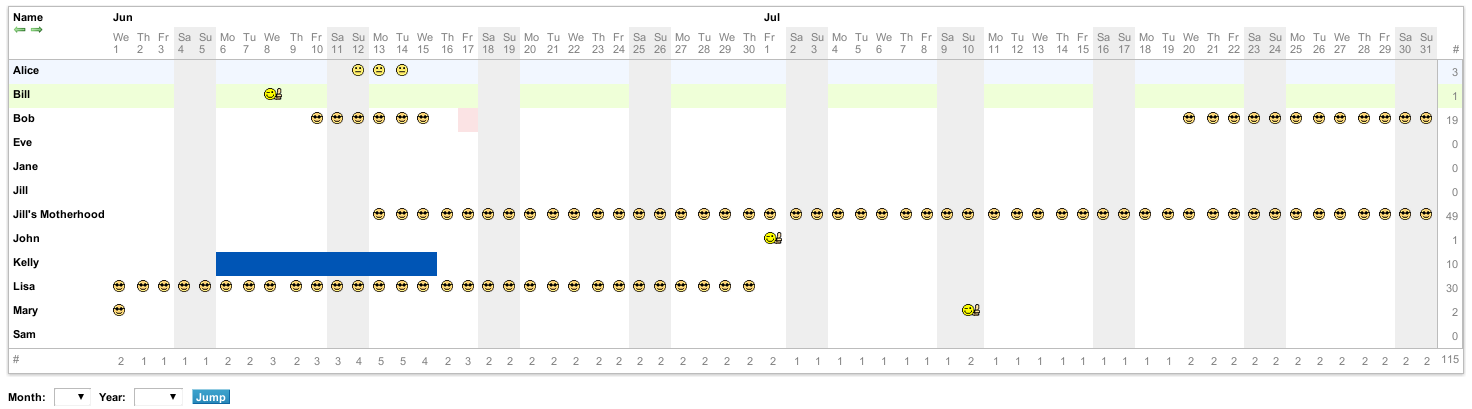 Name Jun Jul
We Th Fr Sa Su Mo Tu We Th Fr Sa Su Mo Tu We Th Fr Sa Su Mo Tu We Th Fr Sa Su Mo Tu We Th Fr Sa Su Mo Tu We Th Fr Sa Su Mo Tu We Th Fr Sa Su Mo Tu We Th Fr Sa Su Mo Tu We Th Fr Sa Su
1 2 3 4 5 6 7 8 9 10 11 12 13 14 15 16 17 18 19 20 21 22 23 24 25 26 27 28 29 30 1 2 3 4 5 6 7 8 9 10 11 12 13 14 15 16 17 18 19 20 21 22 23 24 25 26 27 28 29 30 31 #
Alice 3
Bill 1
Bob 19
Eve 0
Jane 0
Jill 0
Jill's Motherhood 49
John 1
Kelly 10
Lisa 30
Mary 2
Sam 0
# 2 1 1 1 1 2 2 3 2 3 3 4 5 5 4 2 3 2 2 2 2 2 2 2 2 2 2 2 2 2 2 1 1 1 1 1 1 1 1 2 1 1 1 1 1 1 1 1 1 2 2 2 2 2 2 2 2 2 2 2 2 115
Month: Year: Jump